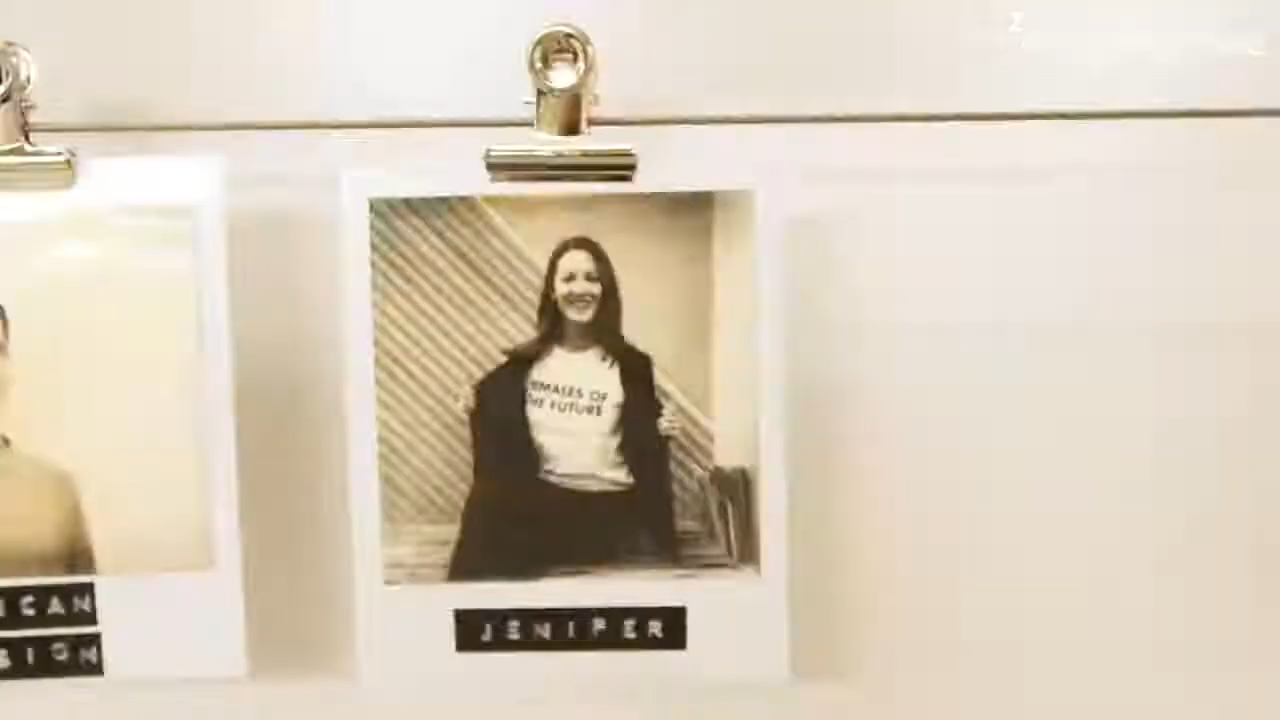 EMALES OF
HE FUTURE
ICAN
SIGN
JENIFER